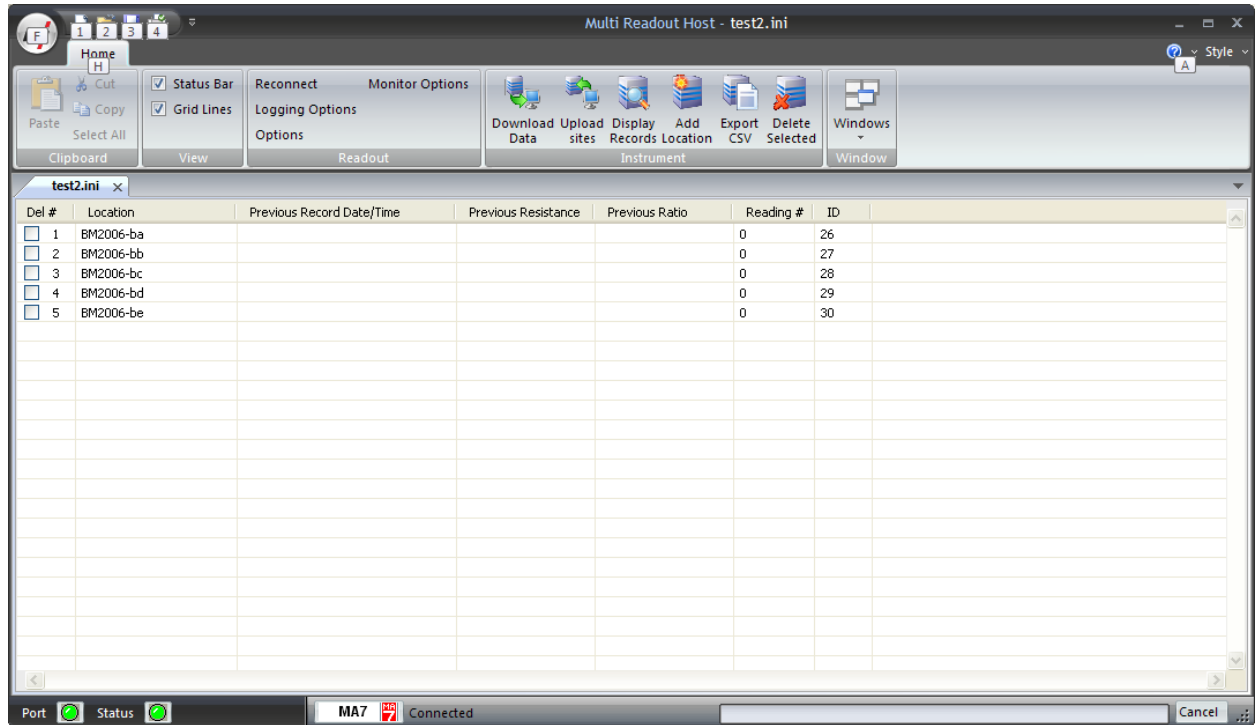 Multi Readout Host - test2.ini
F
1 2 3 4
Home
H
Style
A
Paste
Cut
Copy
Select All
Clipboard
Status Bar
Grid Lines
View
Reconnect Monitor Options
Logging Options
Options
Readout
Download Data
Upload sites
Display Records
Add Location
Export CSV
Delete Selected
Instrument
Windows
Window
test2.ini
Del # Location Previous Record Date/Time Previous Resistance Previous Ratio Reading # ID
1 BM2006-ba 0 26
2 BM2006-bb 0 27
3 BM2006-bc 0 28
4 BM2006-bd 0 29
5 BM2006-be 0 30
Port Status MA7 MA 7 Connected Cancel